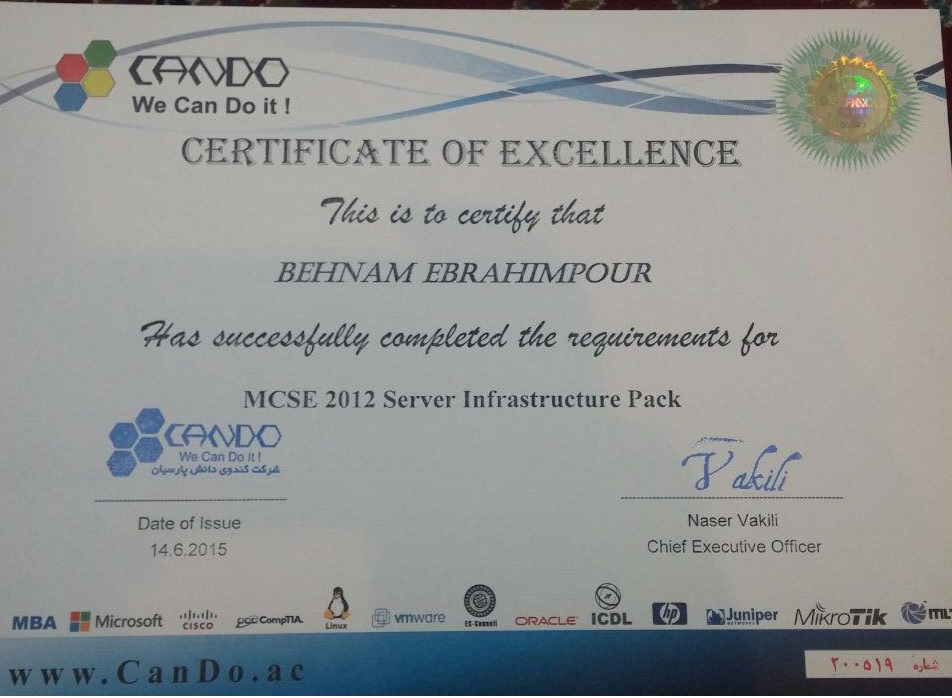 CANDO
We Can Do it !
CERTIFICATE OF EXCELLENCE
This is to certify that
BEHNAM EBRAHIMPOUR
Has successfully completed the requirements for
MCSE 2012 Server Infrastructure Pack
CANDO
We Can Do it !
شرکت کندوی دانش پارسیان
Date of Issue
14.6.2015
Vakili
Naser Vakili
Chief Executive Officer
MBA Microsoft CISCO CompTIA Linux vmware EC-Council ORACLE ICDL hp Juniper NETWORKS MikroTik
www.CanDo.ac
شماره ۲۰۰۵۱۹